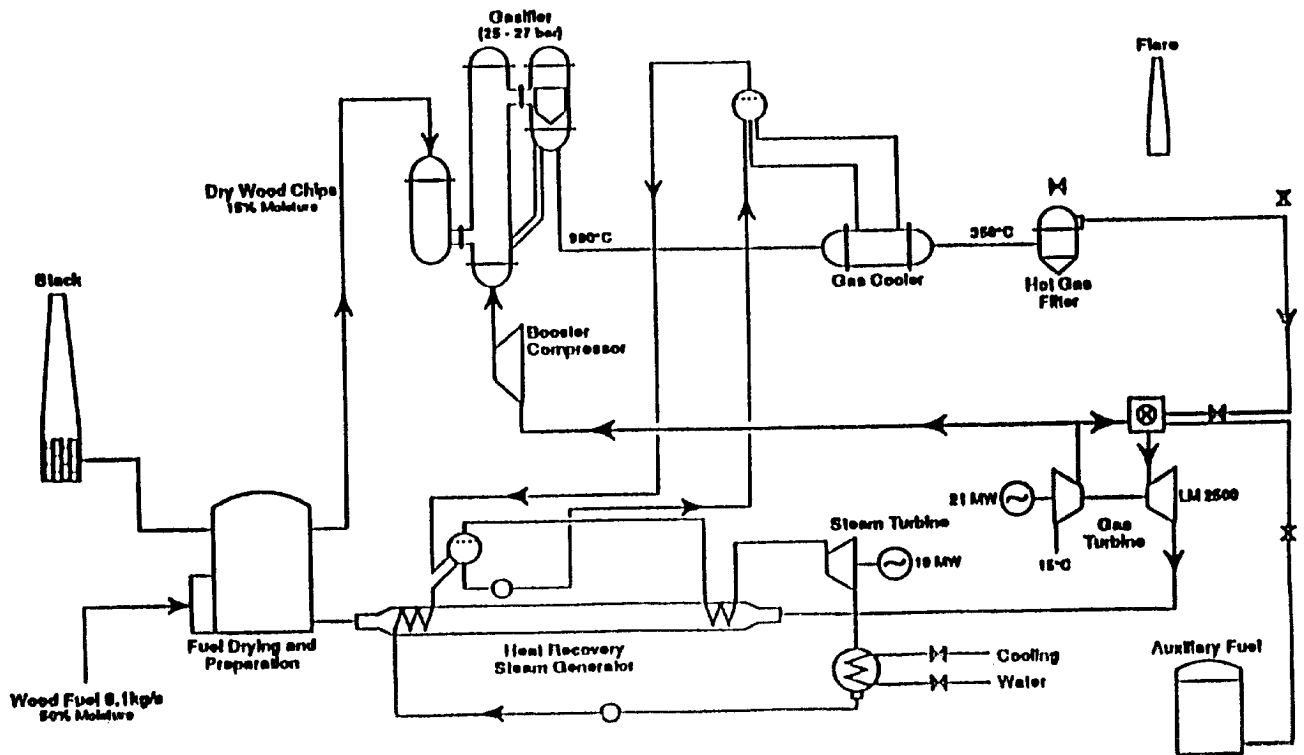 Gasifier
(25 - 27 bar)
Flare
Dry Wood Chips
15% Moisture
Stack
Booster
Compressor
Gas Cooler
Hot Gas
Filter
LM 2500
21 MW
Gas
Turbine
15°C
Steam Turbine
Fuel Drying and
Preparation
Heat Recovery
Steam Generator
Wood Fuel
50% Moisture
Cooling
Water
Auxiliary Fuel